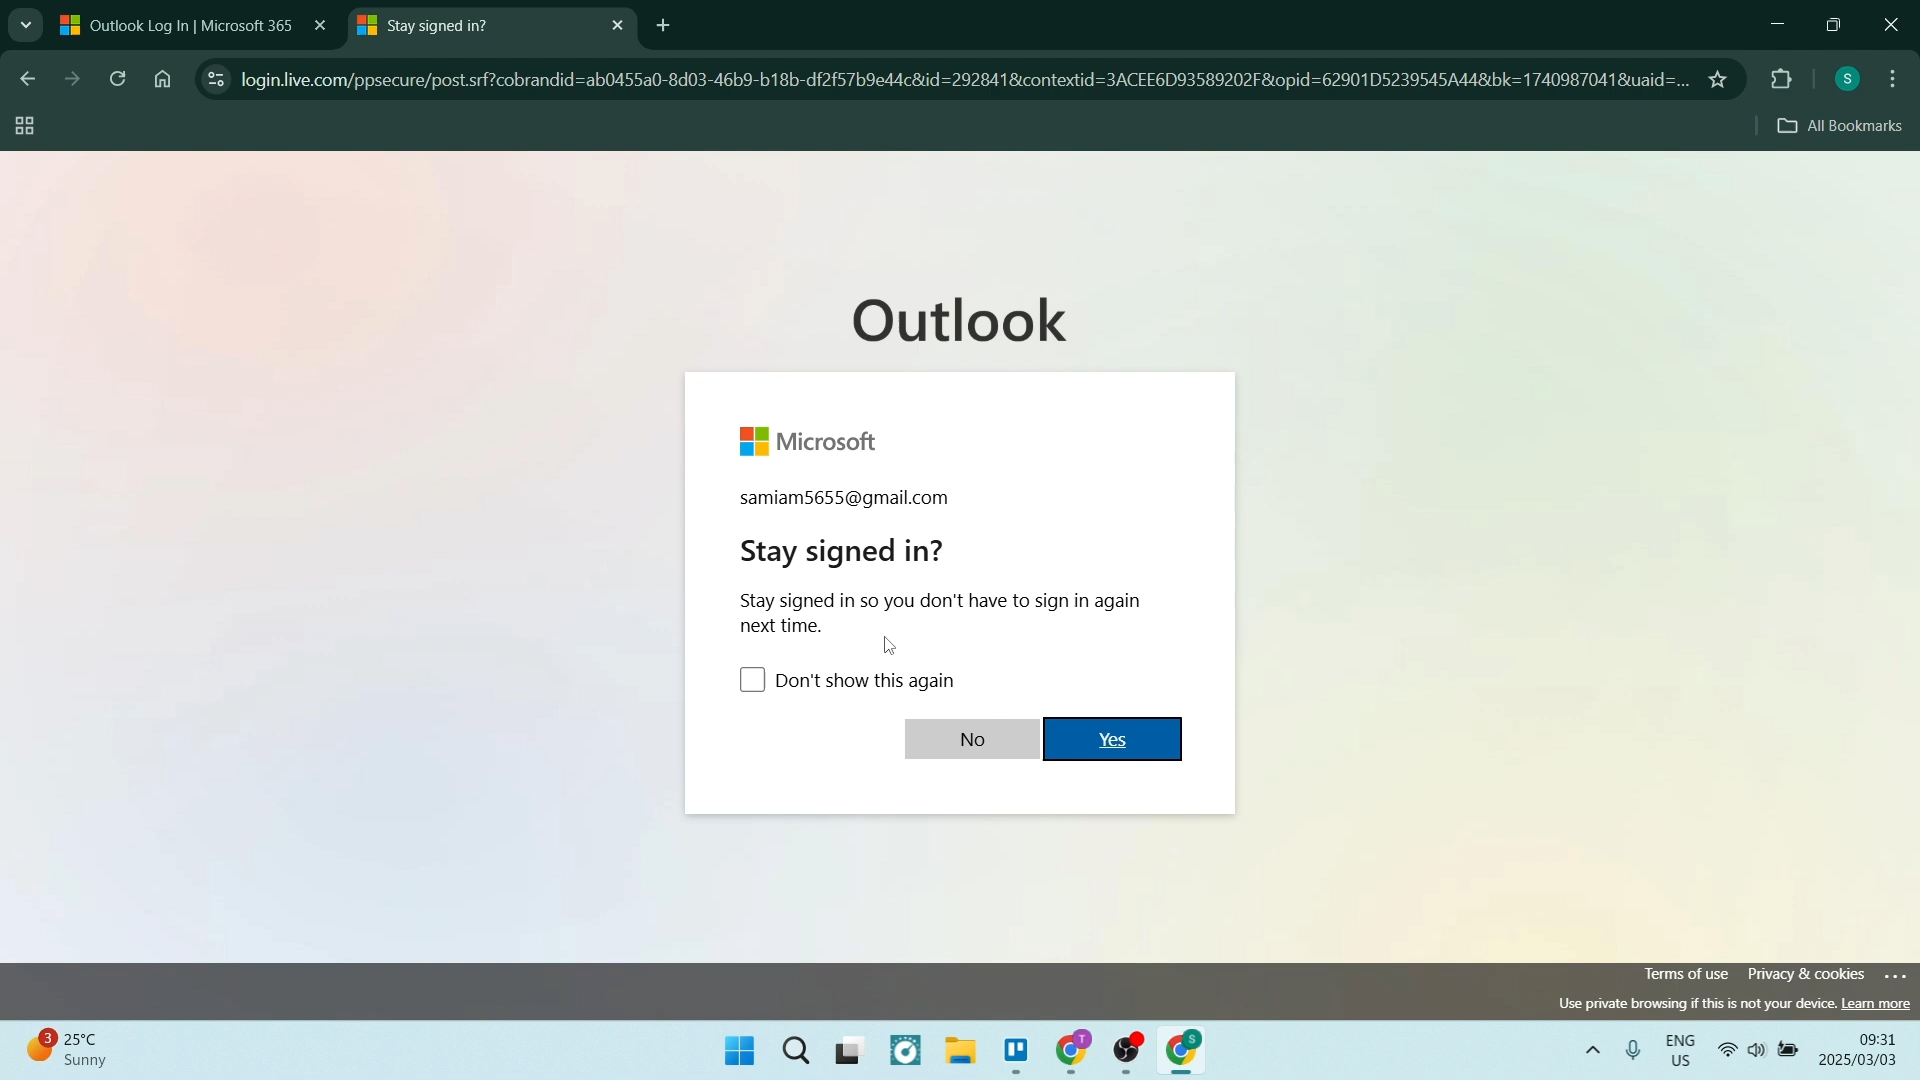 Outlook Log In | Microsoft 365
Stay signed in?
login.live.com/ppsecure/post.srf?cobrandid=ab0455a0-8d03-46b9-b18b-df2f57b9e44c&id=292841&contextid=3ACEE6D93589202F&opid=62901D5239545A44&bk=1740987041&uaid=...
S
All Bookmarks
Outlook
Microsoft
samiam5655@gmail.com
Stay signed in?
Stay signed in so you don't have to sign in again
next time.
Don't show this again
No
Yes
Terms of use
Privacy & cookies
...
Use private browsing if this is not your device. Learn more
3
25°C
Sunny
T
S
ENG
US
09:31
2025/03/03